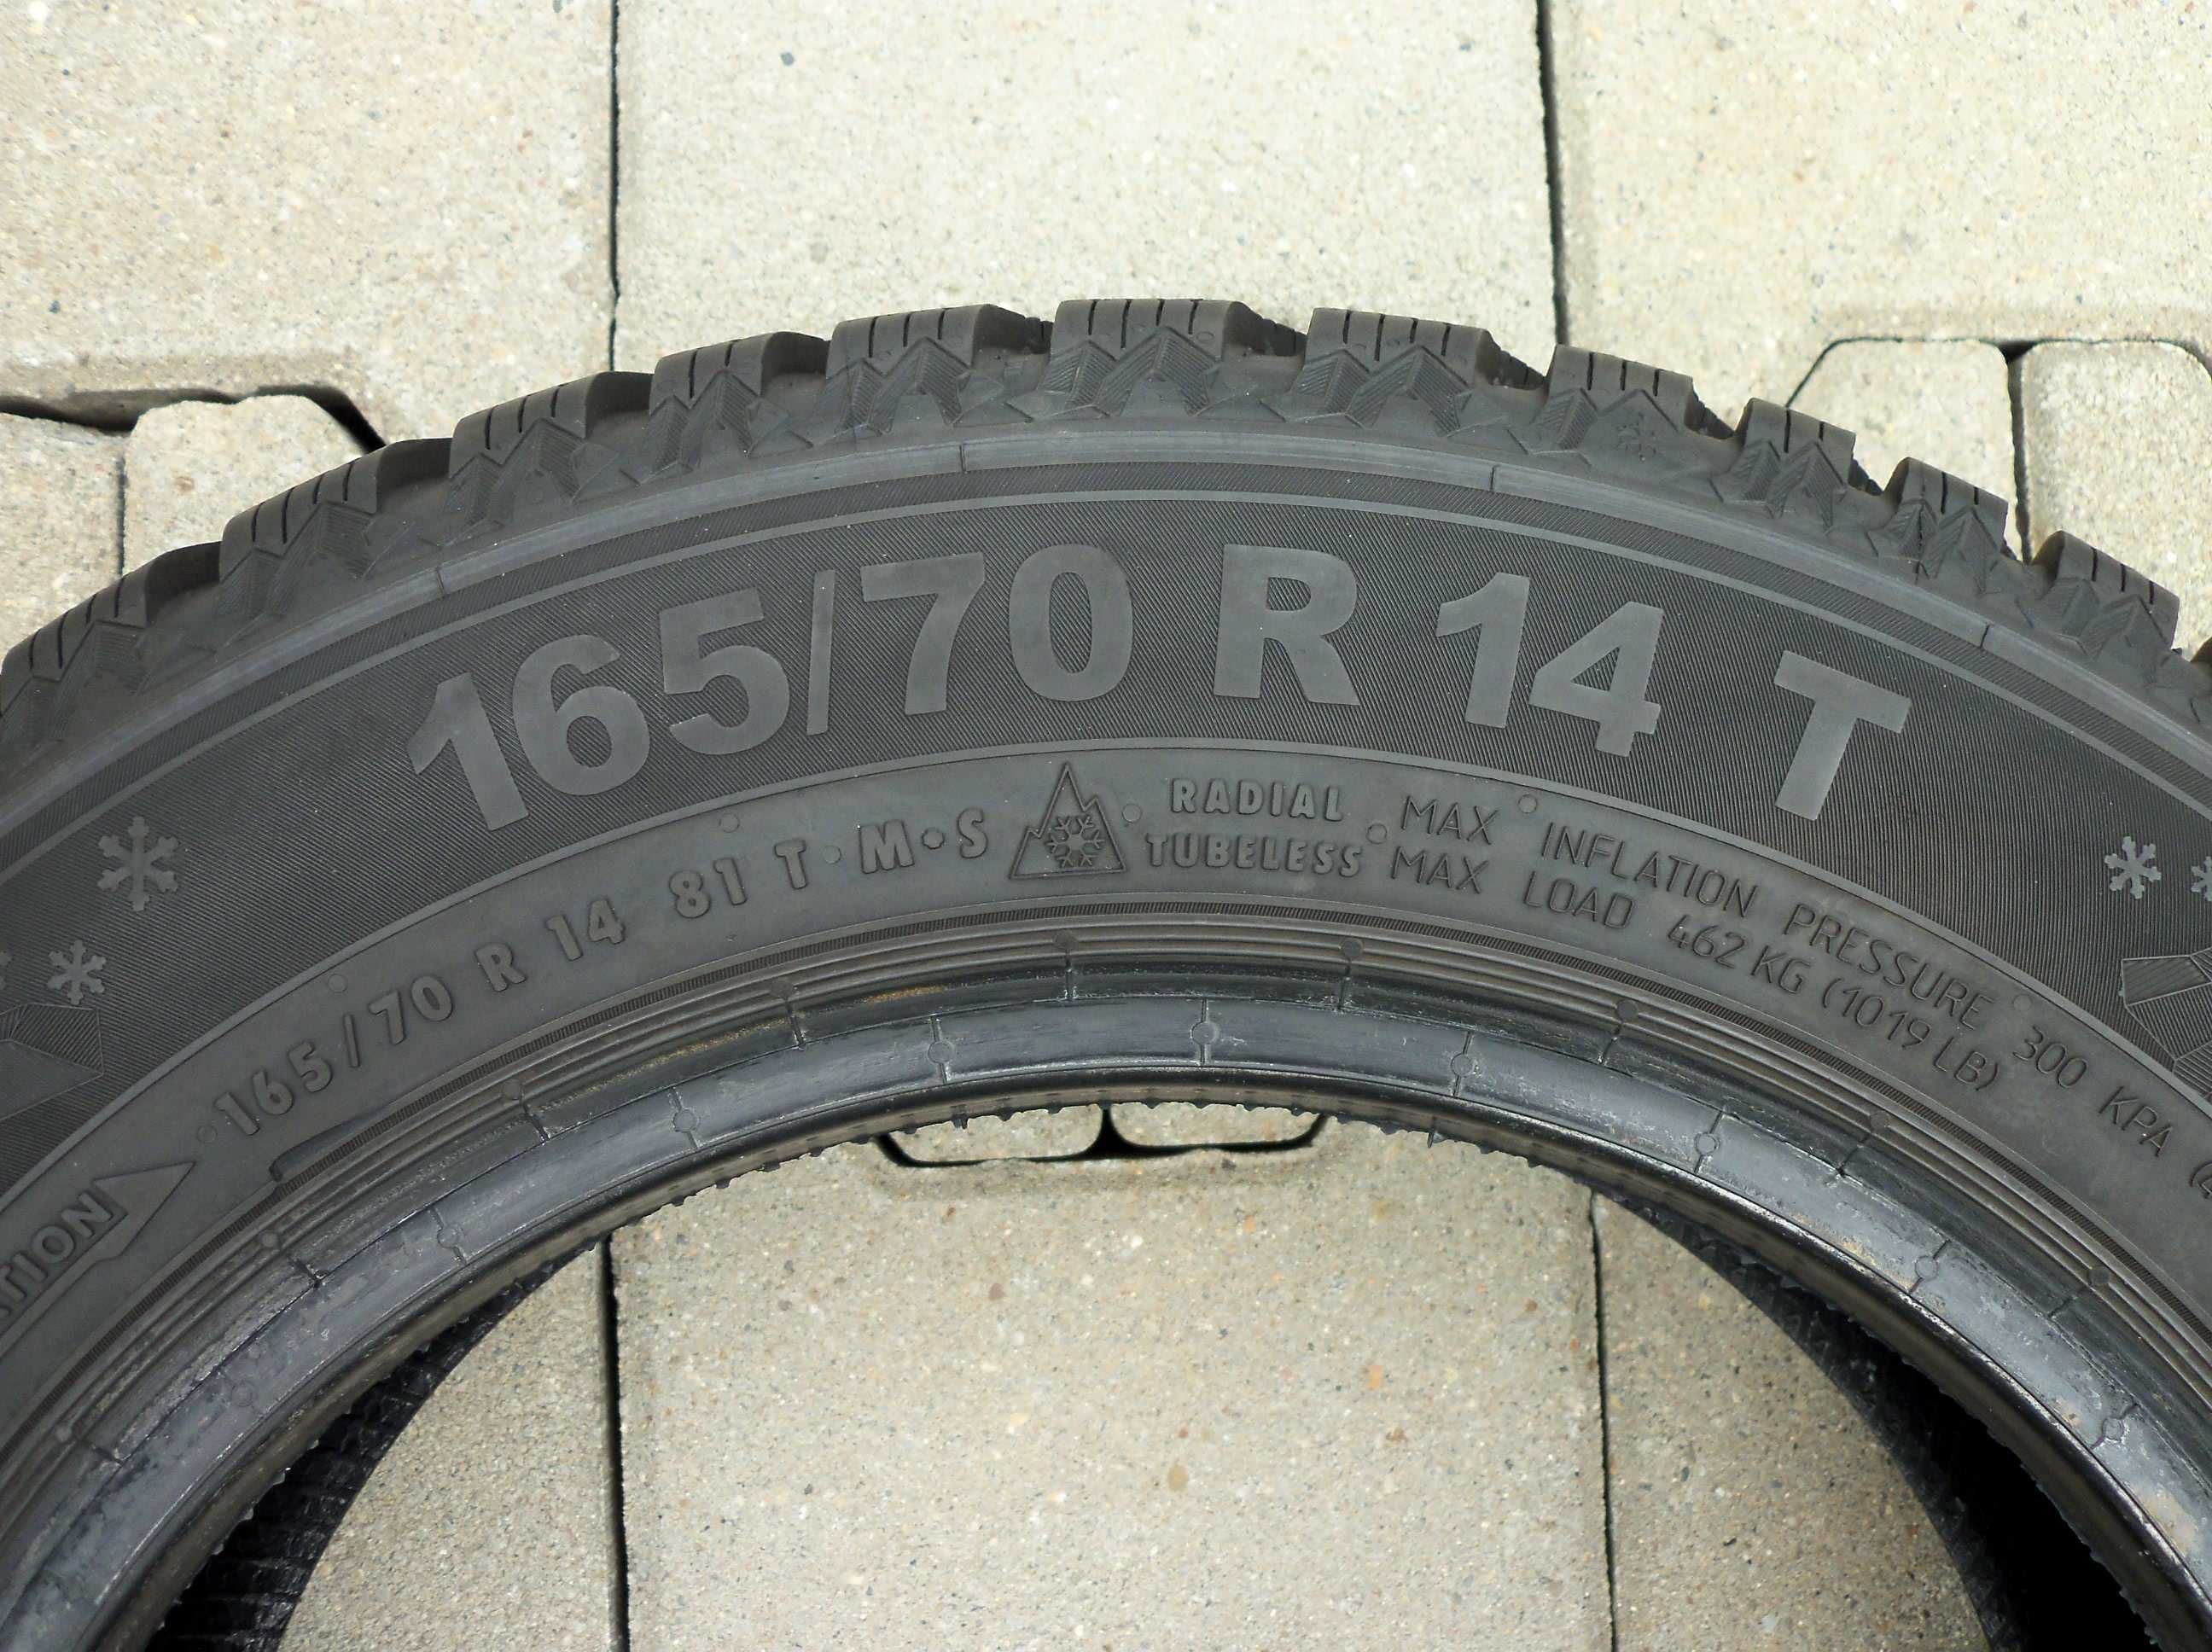 165/70 R 14 T
165/70 R 14 81 T · M·S
RADIAL
TUBELESS
MAX INFLATION PRESSURE 300 KPA (4
MAX LOAD 462 KG (1019 LB)
TION